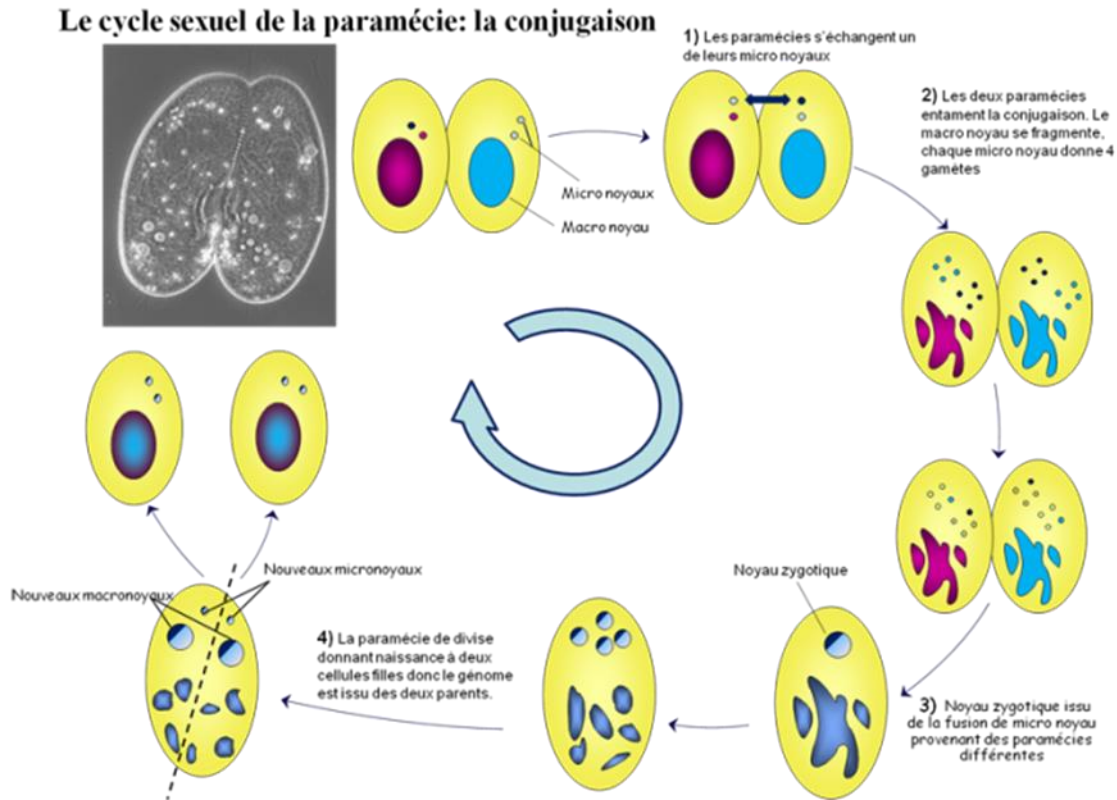 Le cycle sexuel de la paramécie: la conjugaison
1) Les paramécies s'échangent un
de leurs micro noyaux
2) Les deux paramécies
entament la conjugaison. Le
macro noyau se fragmente,
chaque micro noyau donne 4
gamètes
Micro noyaux
Macro noyau
Noyau zygotique
3) Noyau zygotique issu
de la fusion de micro noyau
provenant des paramécies
différentes
4) La paramécie de divise
donnant naissance à deux
cellules filles donc le génome
est issu des deux parents.
Nouveaux micronoyaux
Nouveaux macronoyaux